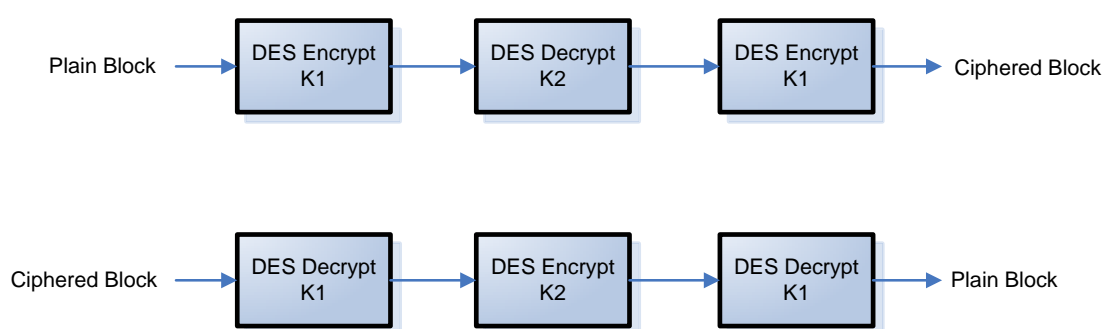 Plain Block
DES Encrypt
K1
DES Decrypt
K2
DES Encrypt
K1
Ciphered Block
Ciphered Block
DES Decrypt
K1
DES Encrypt
K2
DES Decrypt
K1
Plain Block